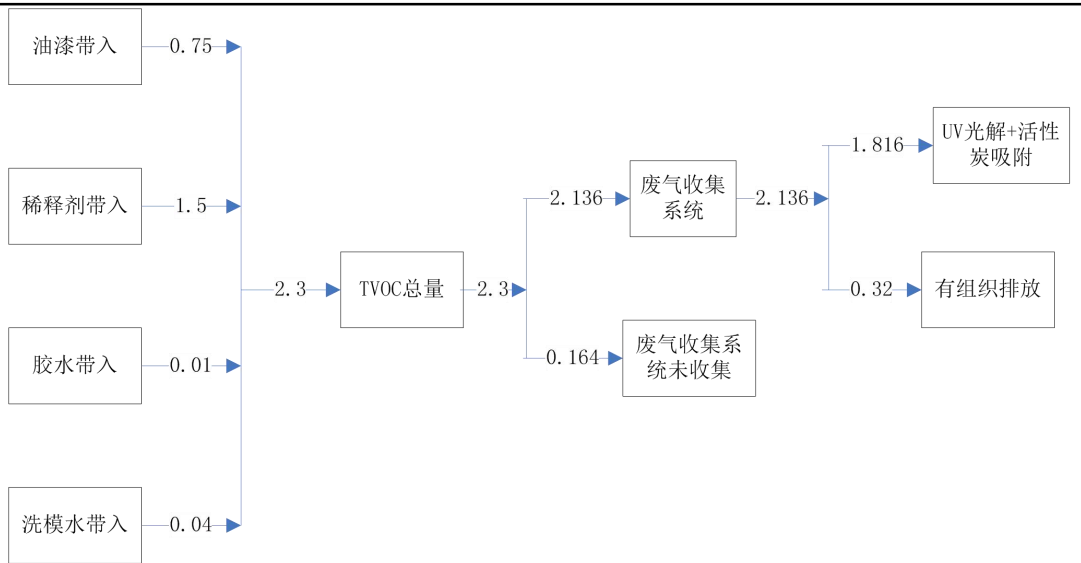 油漆带入
0.75
稀释剂带入
1.5
胶水带入
0.01
洗模水带入
0.04
2.3
TVOC总量
2.3
2.136
废气收集
系统
2.136
0.164
废气收集系
统未收集
1.816
UV光解+活性
炭吸附
0.32
有组织排放